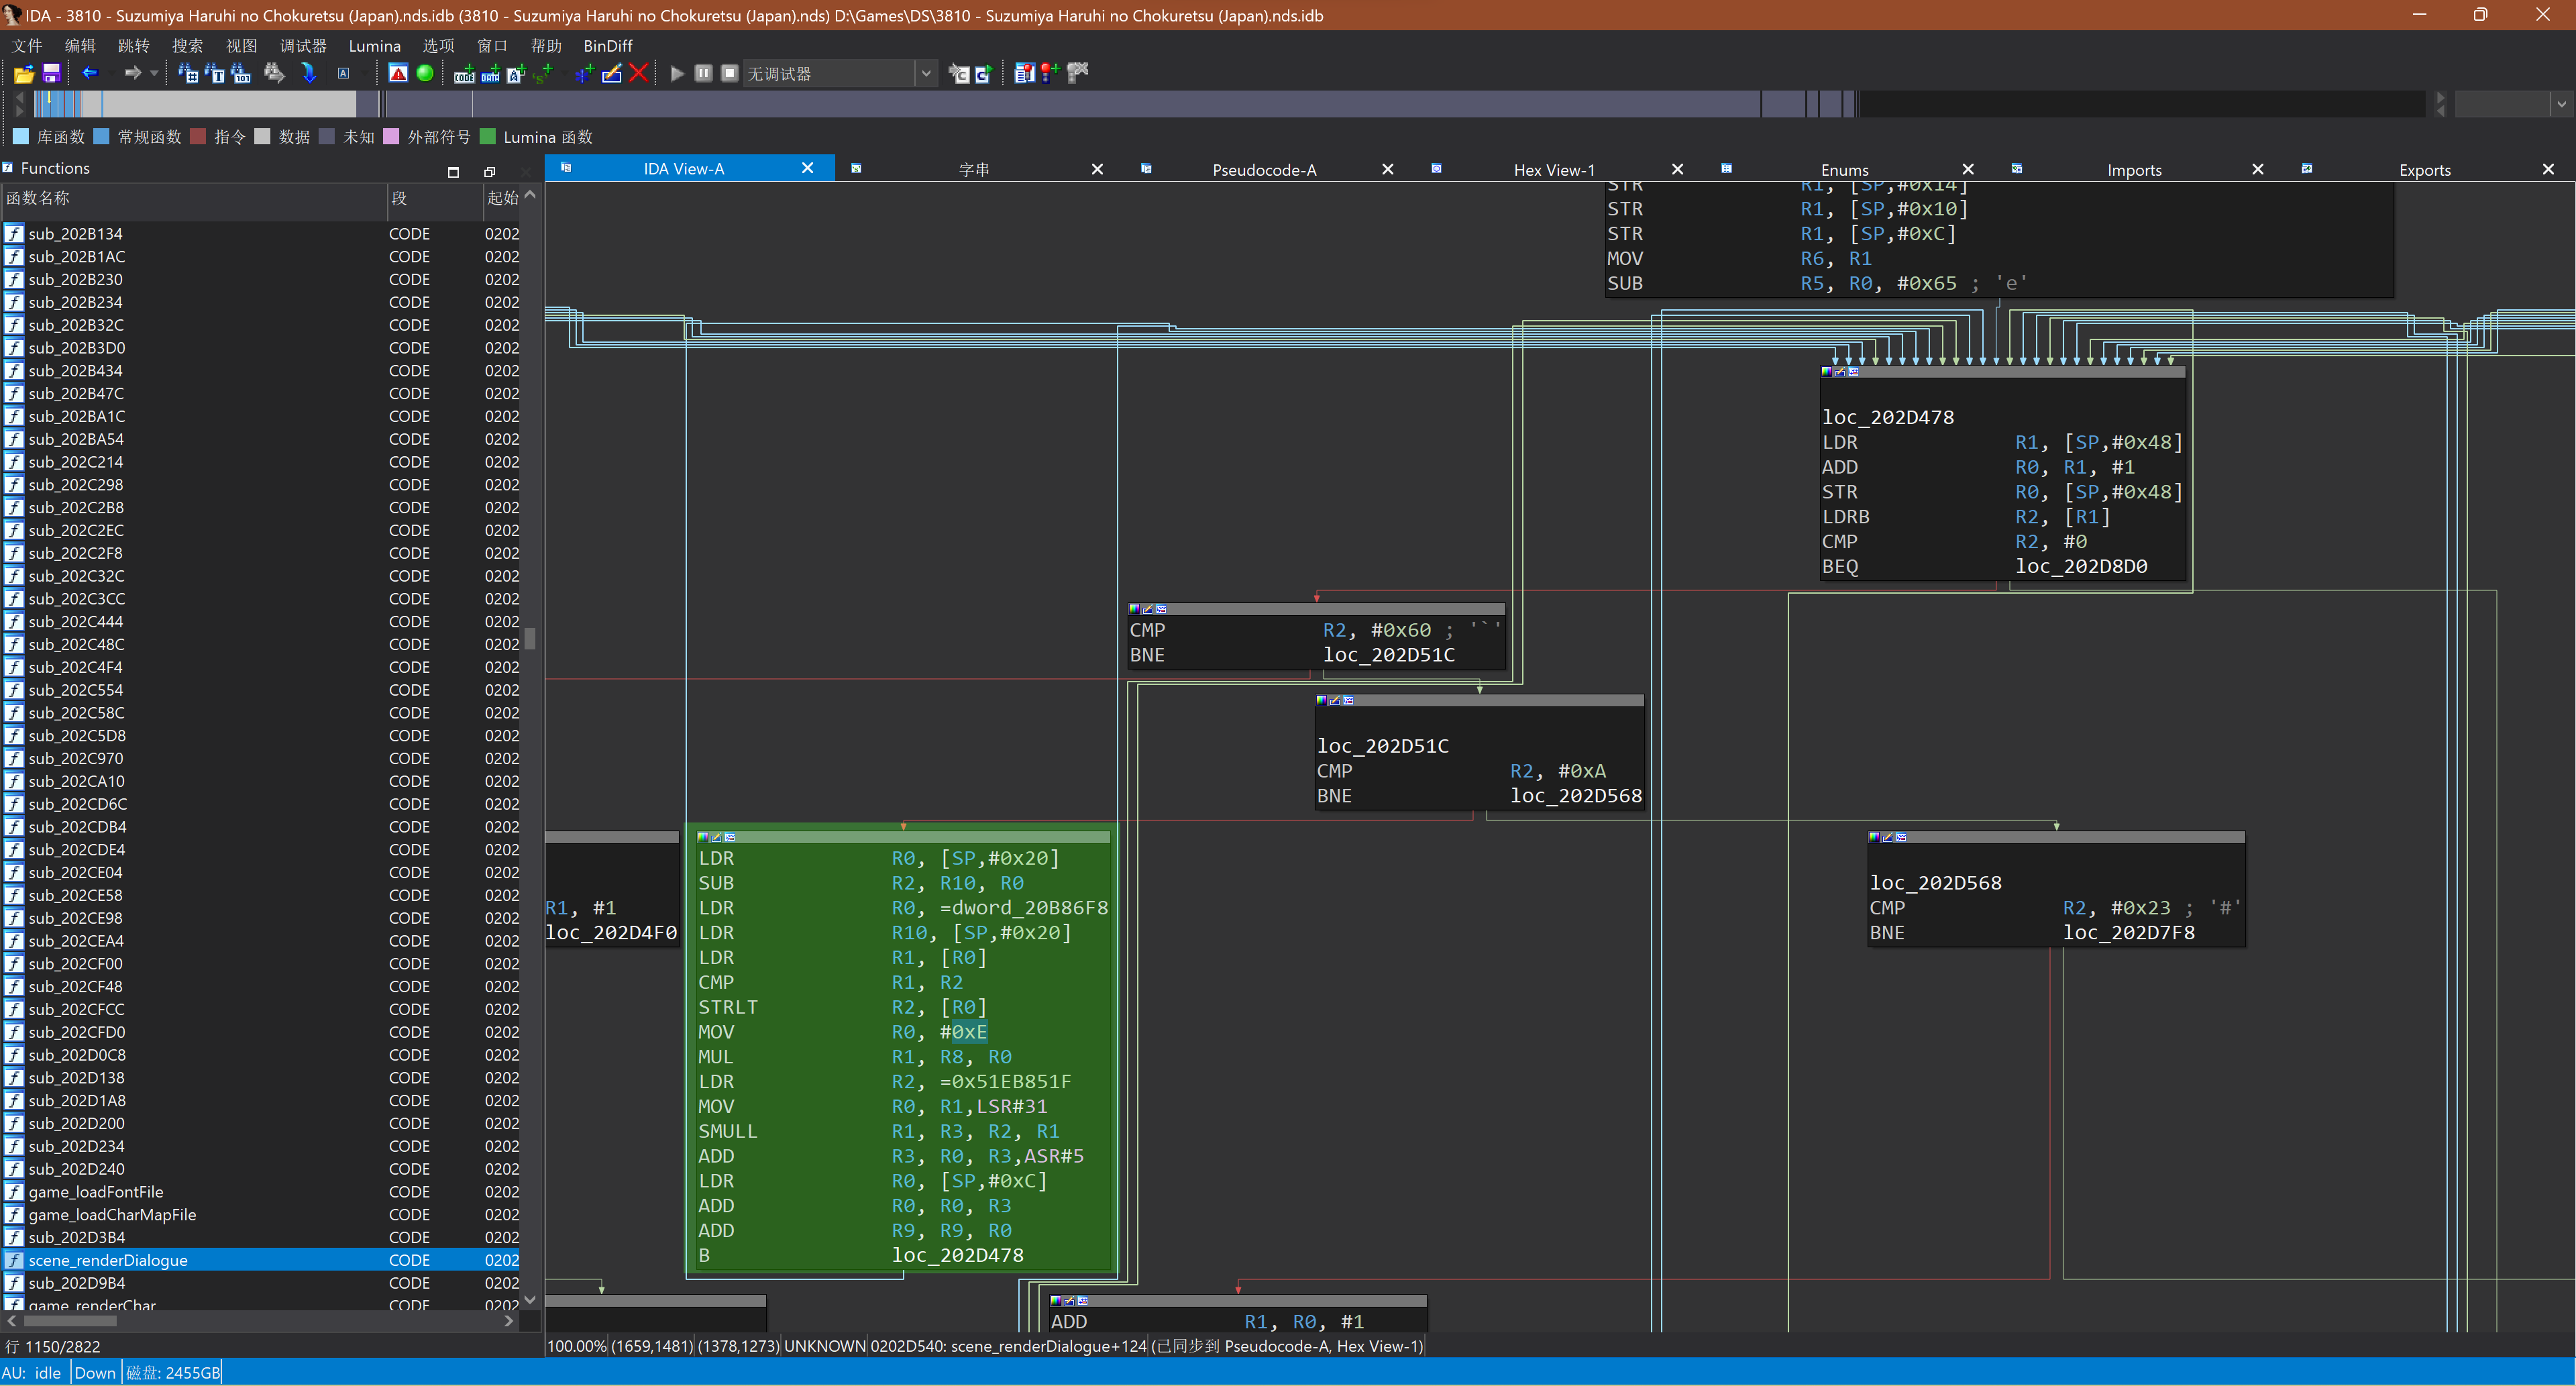 IDA - 3810 - Suzumiya Haruhi no Chokuretsu (Japan).nds.idb (3810 - Suzumiya Haruhi no Chokuretsu (Japan).nds) D:\Games\DS\3810 - Suzumiya Haruhi no Chokuretsu (Japan).nds.idb
文件 编辑 跳转 搜索 视图 调试器 Lumina 选项 窗口 帮助 BinDiff
无调试器
库函数 常规函数 指令 数据 未知 外部符号 Lumina 函数
Functions
函数名称 段 起始
sub_202B134 CODE 0202
sub_202B1AC CODE 0202
sub_202B230 CODE 0202
sub_202B234 CODE 0202
sub_202B32C CODE 0202
sub_202B3D0 CODE 0202
sub_202B434 CODE 0202
sub_202B47C CODE 0202
sub_202BA1C CODE 0202
sub_202BA54 CODE 0202
sub_202C214 CODE 0202
sub_202C298 CODE 0202
sub_202C2B8 CODE 0202
sub_202C2EC CODE 0202
sub_202C2F8 CODE 0202
sub_202C32C CODE 0202
sub_202C3CC CODE 0202
sub_202C444 CODE 0202
sub_202C48C CODE 0202
sub_202C4F4 CODE 0202
sub_202C554 CODE 0202
sub_202C58C CODE 0202
sub_202C5D8 CODE 0202
sub_202C970 CODE 0202
sub_202CA10 CODE 0202
sub_202CD6C CODE 0202
sub_202CDB4 CODE 0202
sub_202CDE4 CODE 0202
sub_202CE04 CODE 0202
sub_202CE58 CODE 0202
sub_202CE98 CODE 0202
sub_202CEA4 CODE 0202
sub_202CF00 CODE 0202
sub_202CF48 CODE 0202
sub_202CFCC CODE 0202
sub_202CFD0 CODE 0202
sub_202D0C8 CODE 0202
sub_202D138 CODE 0202
sub_202D1A8 CODE 0202
sub_202D200 CODE 0202
sub_202D234 CODE 0202
sub_202D240 CODE 0202
game_loadFontFile CODE 0202
game_loadCharMapFile CODE 0202
sub_202D3B4 CODE 0202
scene_renderDialogue CODE 0202
sub_202D9B4 CODE 0202
game_renderChar CODE 0202
行 1150/2822
IDA View-A 字串 Pseudocode-A Hex View-1 Enums Imports Exports
STR R1, [SP,#0x14]
STR R1, [SP,#0x10]
STR R1, [SP,#0xC]
MOV R6, R1
SUB R5, R0, #0x65 ; 'e'
loc_202D478
LDR R1, [SP,#0x48]
ADD R0, R1, #1
STR R0, [SP,#0x48]
LDRB R2, [R1]
CMP R2, #0
BEQ loc_202D8D0
CMP R2, #0x60 ; '`'
BNE loc_202D51C
loc_202D51C
CMP R2, #0xA
BNE loc_202D568
R1, #1
loc_202D4F0
LDR R0, [SP,#0x20]
SUB R2, R10, R0
LDR R0, =dword_20B86F8
LDR R10, [SP,#0x20]
LDR R1, [R0]
CMP R1, R2
STRLT R2, [R0]
MOV R0, #0xE
MUL R1, R8, R0
LDR R2, =0x51EB851F
MOV R0, R1,LSR#31
SMULL R1, R3, R2, R1
ADD R3, R0, R3,ASR#5
LDR R0, [SP,#0xC]
ADD R0, R0, R3
ADD R9, R9, R0
B loc_202D478
loc_202D568
CMP R2, #0x23 ; '#'
BNE loc_202D7F8
ADD R1, R0, #1
100.00% (1659,1481) (1378,1273) UNKNOWN 0202D540: scene_renderDialogue+124 (已同步到 Pseudocode-A, Hex View-1)
AU: idle Down 磁盘: 2455GB